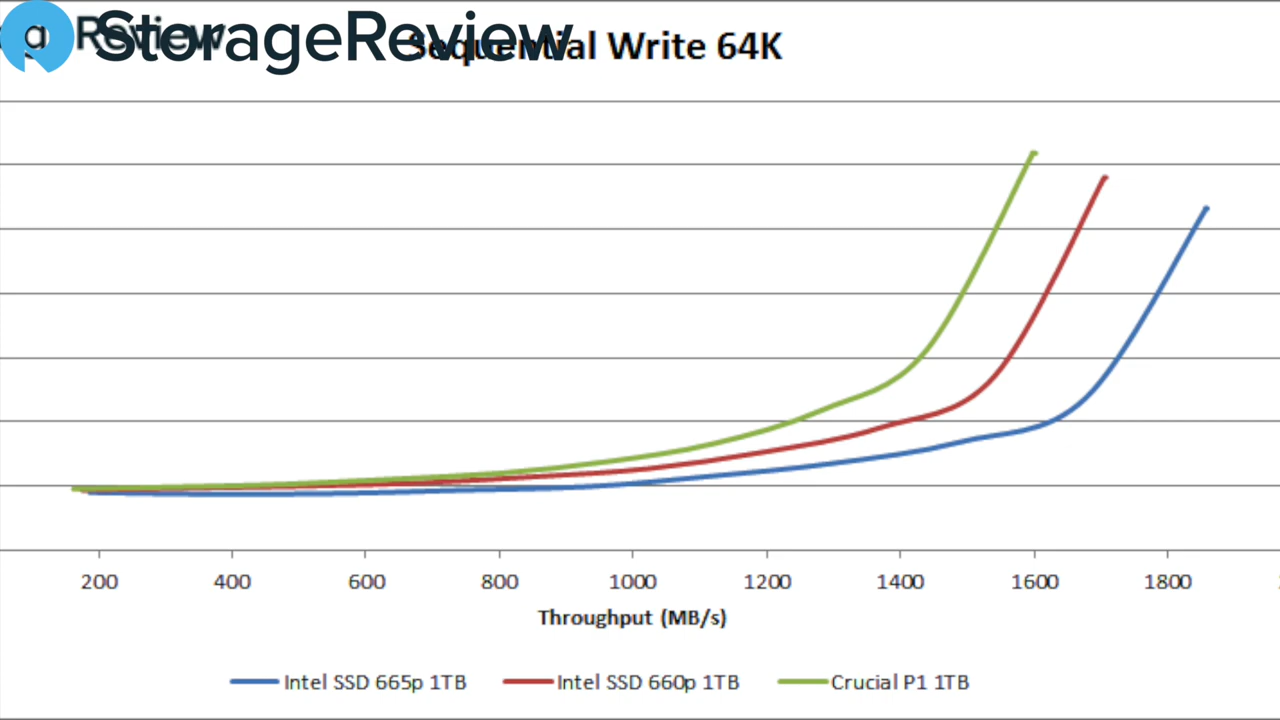 g Review
StorageReview
Sequential Write 64K
200 400 600 800 1000 1200 1400 1600 1800
Throughput (MB/s)
Intel SSD 665p 1TB Intel SSD 660p 1TB Crucial P1 1TB